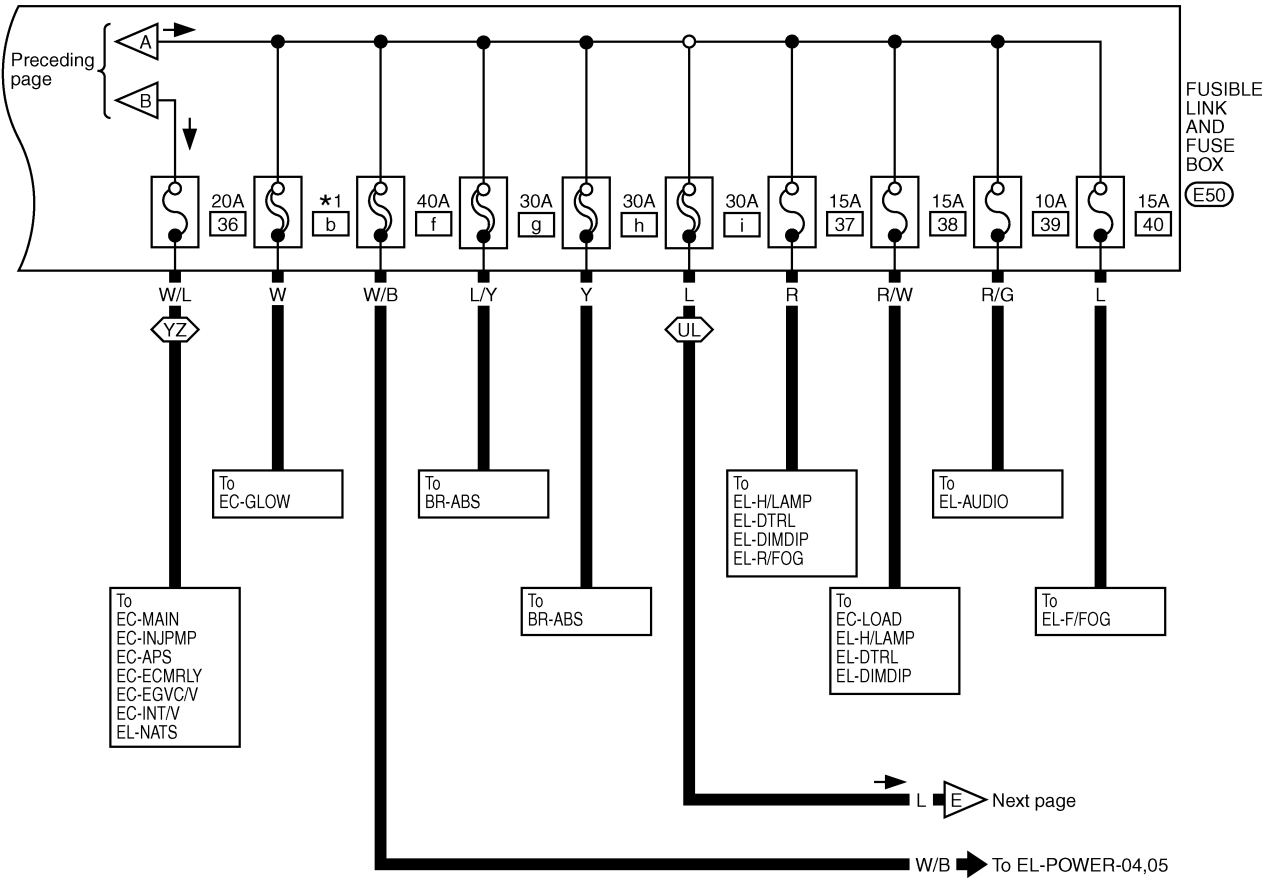 Preceding
page
A
B
FUSIBLE
LINK
AND
FUSE
BOX
E50
20A
36
*1
b
40A
f
30A
g
30A
h
30A
i
15A
37
15A
38
10A
39
15A
40
W/L
W
W/B
L/Y
Y
L
R
R/W
R/G
L
YZ
UL
To
EC-GLOW
To
BR-ABS
To
EL-H/LAMP
EL-DTRL
EL-DIMDIP
EL-R/FOG
To
EL-AUDIO
To
EC-MAIN
EC-INJPMP
EC-APS
EC-ECMRLY
EC-EGVC/V
EC-INT/V
EL-NATS
To
BR-ABS
To
EC-LOAD
EL-H/LAMP
EL-DTRL
EL-DIMDIP
To
EL-F/FOG
L E Next page
W/B To EL-POWER-04,05